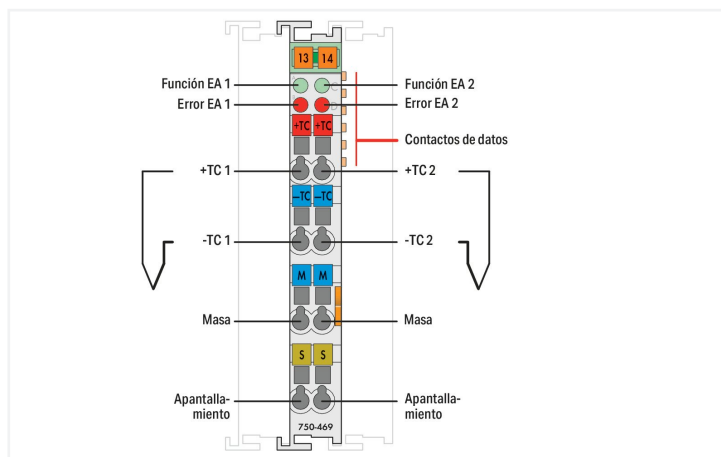 13 14
Función EA 1
Función EA 2
C
Error EA 1
Error EA 2
+TC +TC
Contactos de datos
+TC 1
+TC 2
—TC —TC
-TC 1
-TC 2
M M
Masa
Masa
S S
Apantalla-
miento
Apantalla-
miento
750-469